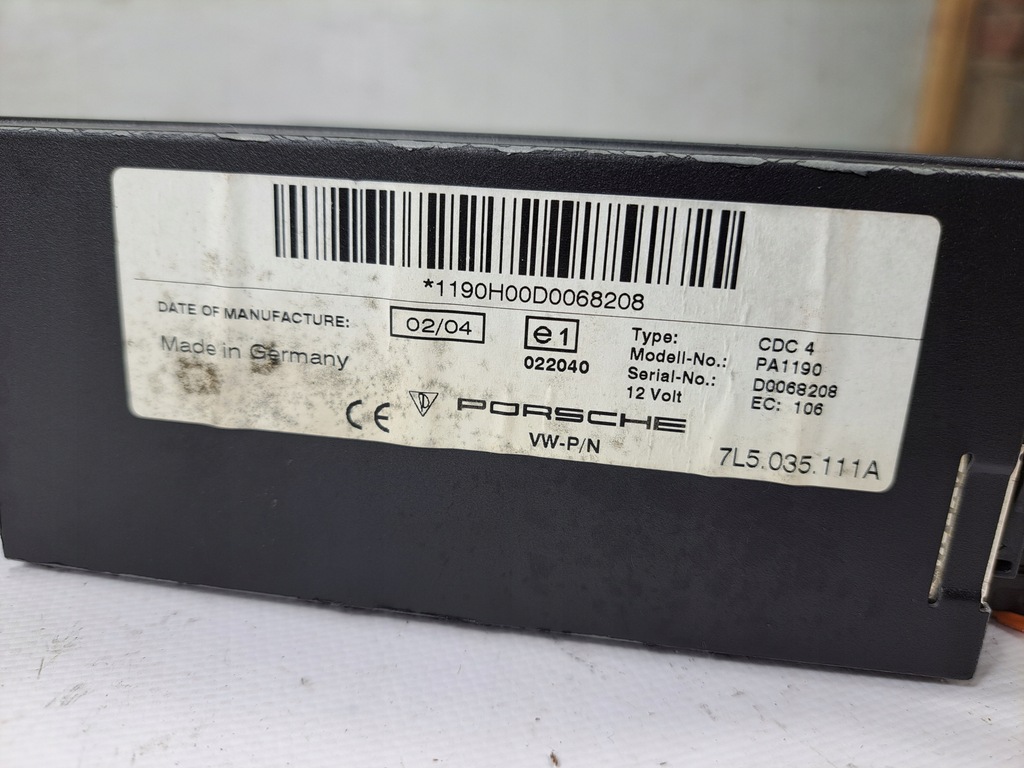 *1190H00D0068208
DATE OF MANUFACTURE: 02/04 e1
Made in Germany 022040
Type: CDC 4
Modell-No.: PA1190
Serial-No.: D0068208
12 Volt EC: 106
CE PORSCHE
VW-P/N 7L5.035.111A